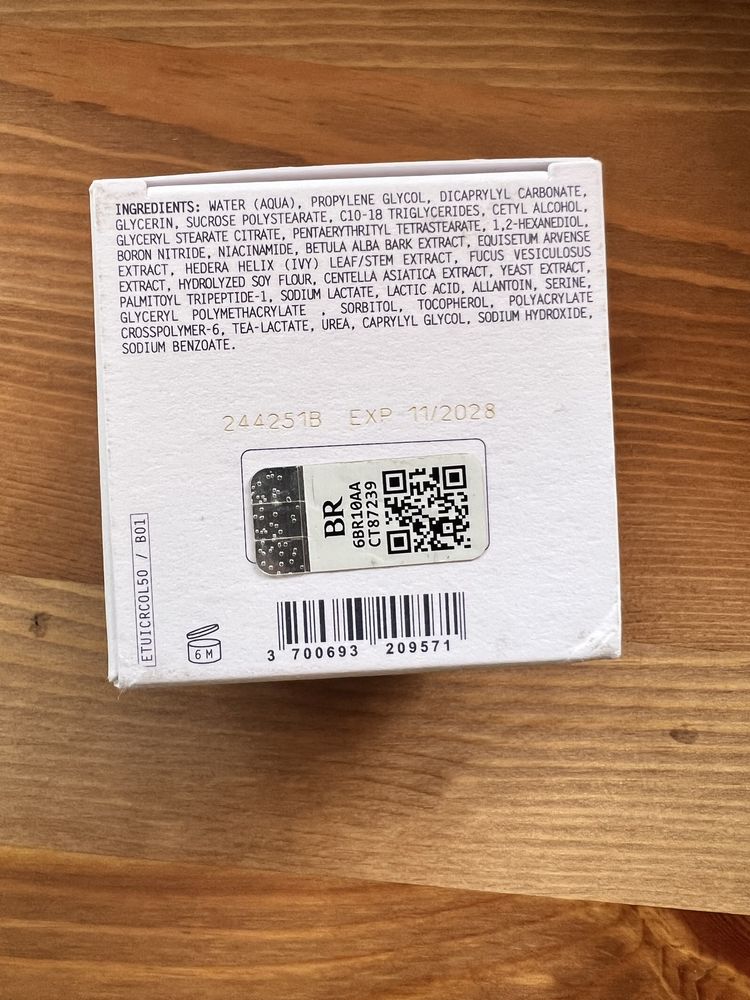 INGREDIENTS: WATER (AQUA), PROPYLENE GLYCOL, DICAPRYLYL CARBONATE,
GLYCERIN, SUCROSE POLYSTEARATE, C10-18 TRIGLYCERIDES, CETYL ALCOHOL,
GLYCERYL STEARATE CITRATE, PENTAERYTHRITYL TETRASTEARATE, 1,2-HEXANEDIOL,
BORON NITRIDE, NIACINAMIDE, BETULA ALBA BARK EXTRACT, EQUISETUM ARVENSE
EXTRACT, HEDERA HELIX (IVY) LEAF/STEM EXTRACT, FUCUS VESICULOSUS
EXTRACT, HYDROLYZED SOY FLOUR, CENTELLA ASIATICA EXTRACT, YEAST EXTRACT,
PALMITOYL TRIPEPTIDE-1, SODIUM LACTATE, LACTIC ACID, ALLANTOIN, SERINE,
GLYCERYL POLYMETHACRYLATE , SORBITOL, TOCOPHEROL, POLYACRYLATE
CROSSPOLYMER-6, TEA-LACTATE, UREA, CAPRYLYL GLYCOL, SODIUM HYDROXIDE,
SODIUM BENZOATE.
244251B EXP 11/2028
BR
6BR10AA
CT87239
ETUICRCOL50 / B01
6 M
3 700693 209571